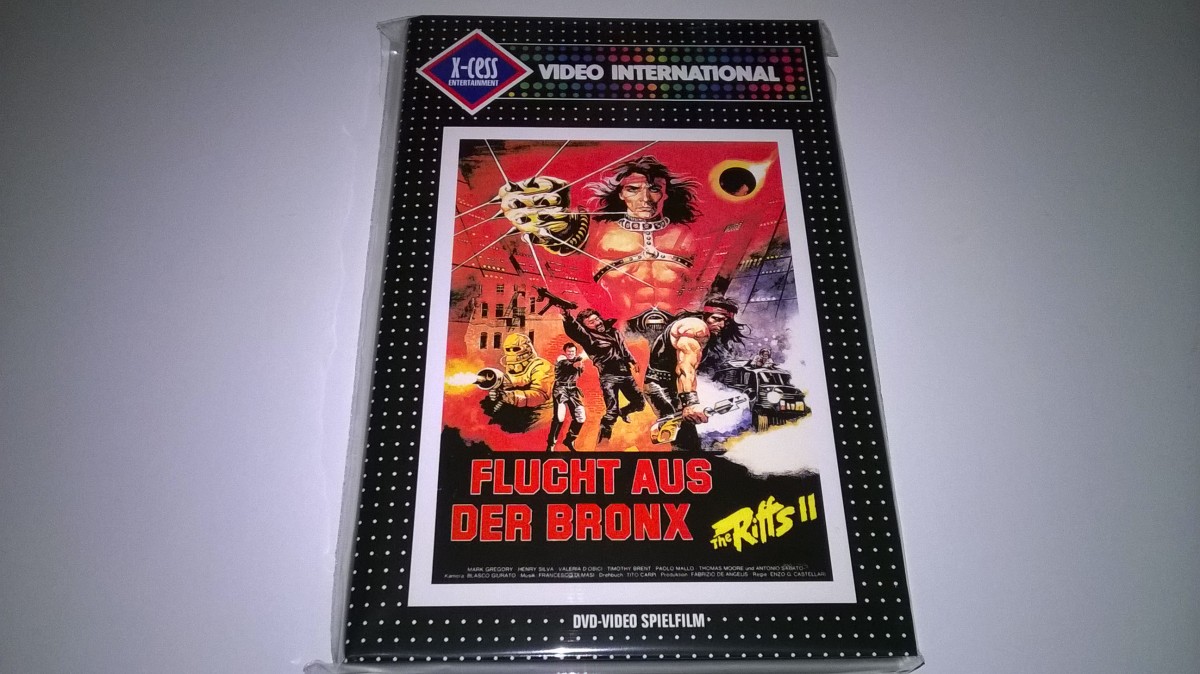 X-CESS
ENTERTAINMENT
VIDEO INTERNATIONAL
FLUCHT AUS
DER BRONX
The Riffs II
MARK GREGORY HENRY SILVA VALERIA D'OBICI TIMOTHY BRENT PAOLO MALLO THOMAS MOORE und ANTONIO SABATO
Kamera BLASCO GIURATO Musik FRANCESCO DI MASI Drehbuch TITO CARPI Produktion FABRIZIO DE ANGELIS Regie ENZO G. CASTELLARI
DVD-VIDEO SPIELFILM